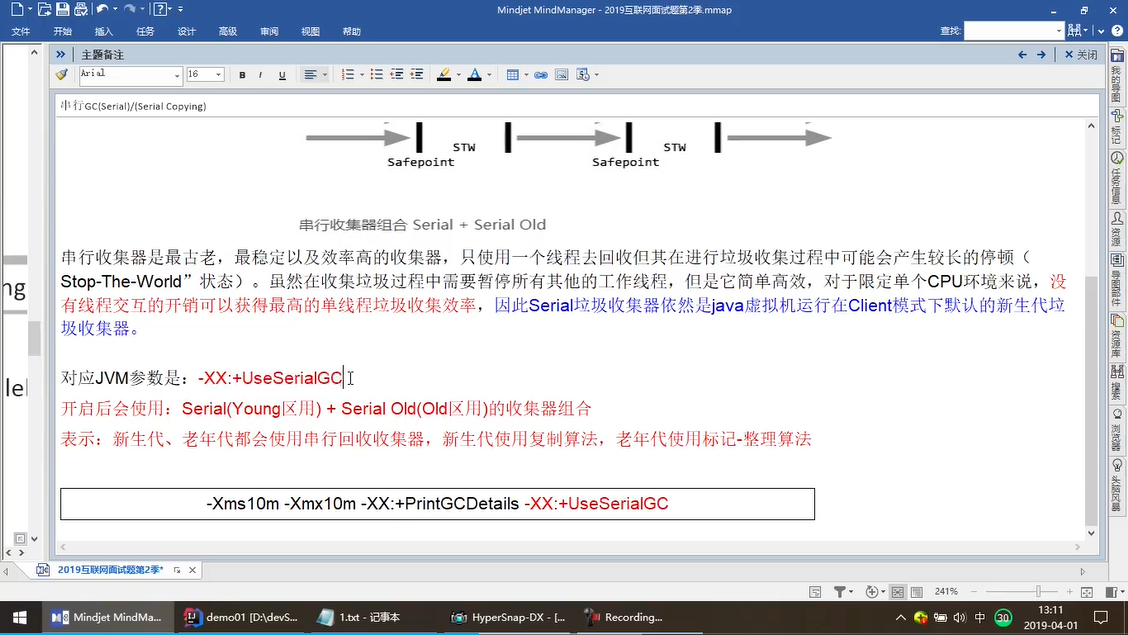 Mindjet MindManager - 2019互联网面试题第2季.mmap
文件 开始 插入 任务 设计 高级 审阅 视图 帮助 查找:
主题备注 关闭
Arial 16 B I U
串行GC(Serial)/(Serial Copying)
STW STW
Safepoint Safepoint
串行收集器组合 Serial + Serial Old
串行收集器是最古老，最稳定以及效率高的收集器，只使用一个线程去回收但其在进行垃圾收集过程中可能会产生较长的停顿（
Stop-The-World”状态）。虽然在收集垃圾过程中需要暂停所有其他的工作线程，但是它简单高效，对于限定单个CPU环境来说，没
有线程交互的开销可以获得最高的单线程垃圾收集效率，因此Serial垃圾收集器依然是java虚拟机运行在Client模式下默认的新生代垃
圾收集器。
对应JVM参数是：-XX:+UseSerialGC
开启后会使用：Serial(Young区用) + Serial Old(Old区用)的收集器组合
表示：新生代、老年代都会使用串行回收收集器，新生代使用复制算法，老年代使用标记-整理算法
-Xms10m -Xmx10m -XX:+PrintGCDetails -XX:+UseSerialGC
ng
lel
我的导图
标记
任务信息
资源
导图部件
资源库
搜索
浏览器
头脑风暴
2019互联网面试题第2季*
241%
Mindjet MindMa... demo01 [D:\devS... 1.txt - 记事本 HyperSnap-DX - [... Recording... 中 30 13:11
2019-04-01